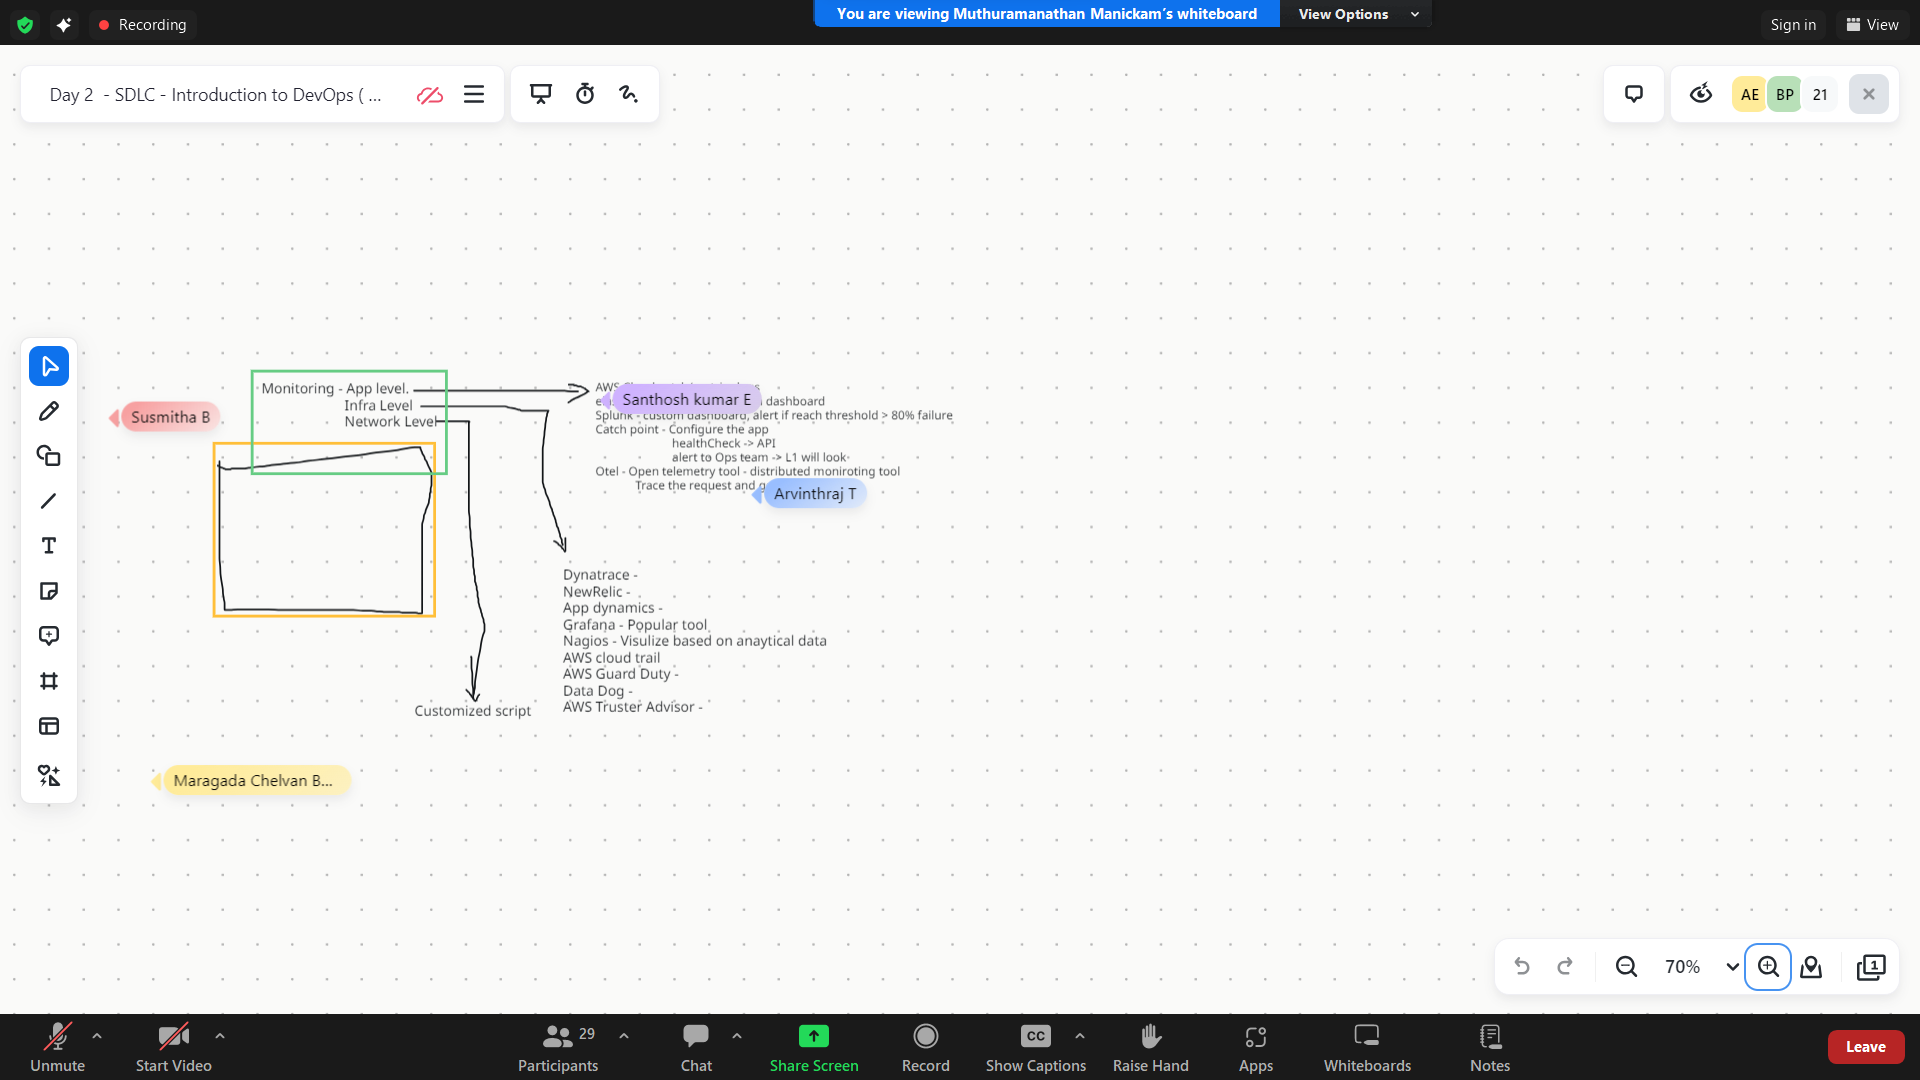 Recording
You are viewing Muthuramanathan Manickam's whiteboard
View Options
Sign in
View
Day 2 - SDLC - Introduction to DevOps ( ...
AE
BP
21
Monitoring - App level.
Infra Level
Network Level
Susmitha B
Santhosh kumar E
AWS
dashboard
Splunk - custom dashboard, alert if reach threshold > 80% failure
Catch point - Configure the app
healthCheck -> API
alert to Ops team -> L1 will look
Otel - Open telemetry tool - distributed moniroting tool
Trace the request and
Arvinthraj T
Dynatrace -
NewRelic -
App dynamics -
Grafana - Popular tool
Nagios - Visulize based on anaytical data
AWS cloud trail
AWS Guard Duty -
Data Dog -
AWS Truster Advisor -
Customized script
Maragada Chelvan B...
70%
1
Unmute
Start Video
29
Participants
Chat
Share Screen
Record
CC
Show Captions
Raise Hand
Apps
Whiteboards
Notes
Leave